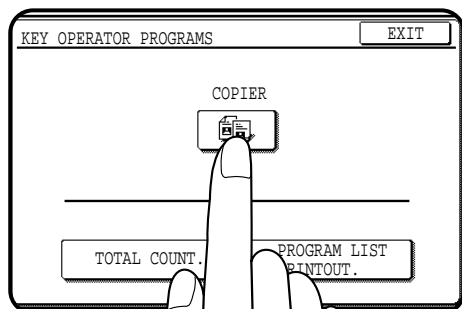 KEY OPERATOR PROGRAMS
EXIT
COPIER
TOTAL COUNT.
PROGRAM LIST
PRINTOUT.